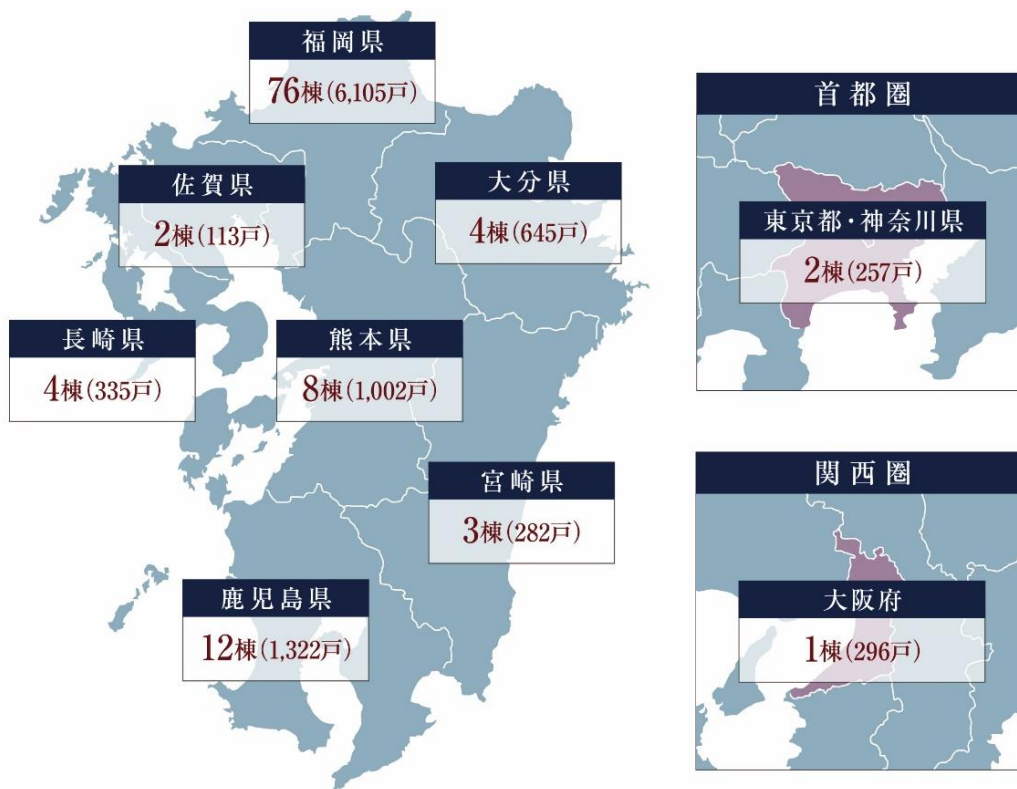 福岡県
76棟(6,105戸)
佐賀県
2棟(113戸)
大分県
4棟(645戸)
長崎県
4棟(335戸)
熊本県
8棟(1,002戸)
宮崎県
3棟(282戸)
鹿児島県
12棟(1,322戸)
首都圏
東京都・神奈川県
2棟(257戸)
関西圏
大阪府
1棟(296戸)